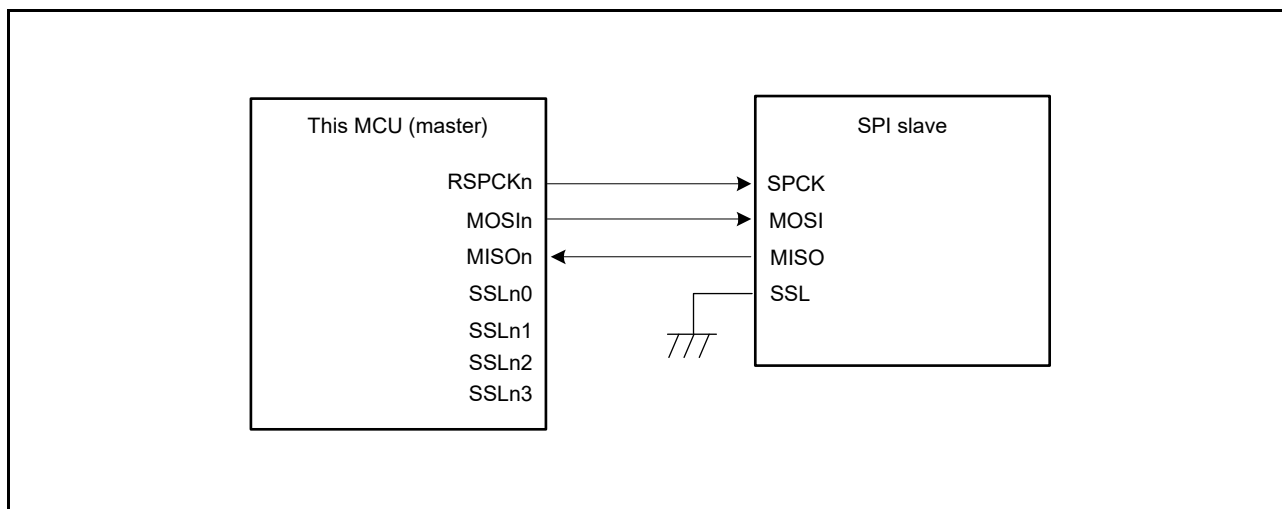 This MCU (master)
RSPCKn
MOSIn
MISOn
SSLn0
SSLn1
SSLn2
SSLn3
SPI slave
SPCK
MOSI
MISO
SSL